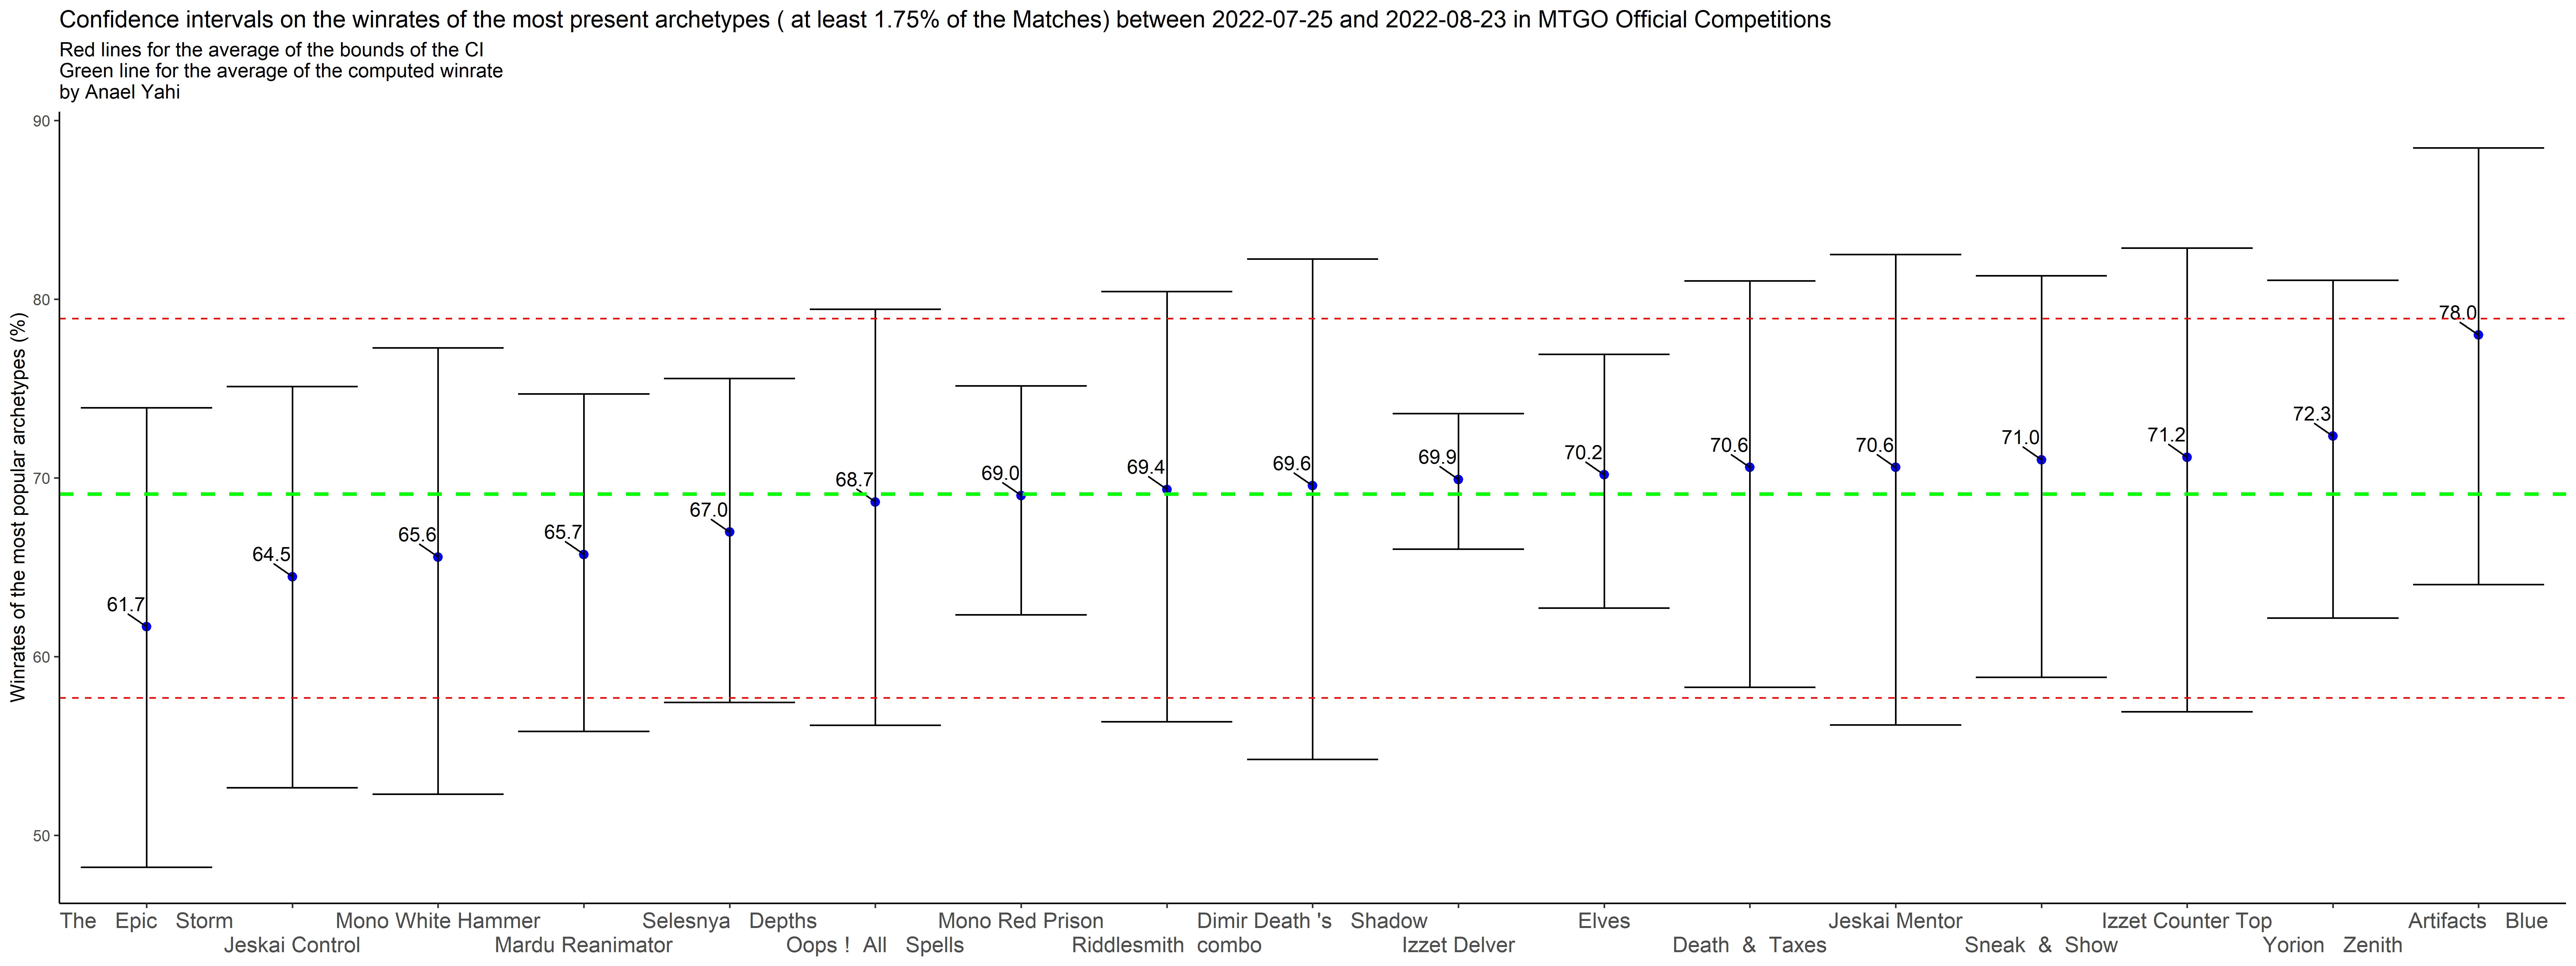 Confidence intervals on the winrates of the most present archetypes ( at least 1.75% of the Matches) between 2022-07-25 and 2022-08-23 in MTGO Official Competitions
Red lines for the average of the bounds of the CI
Green line for the average of the computed winrate
by Anael Yahi
Winrates of the most popular archetypes (%)
90
80
70
60
50
61.7
64.5
65.6
65.7
67.0
68.7
69.0
69.4
69.6
69.9
70.2
70.6
70.6
71.0
71.2
72.3
78.0
The Epic Storm
Jeskai Control
Mono White Hammer
Mardu Reanimator
Selesnya Depths
Oops ! All Spells
Mono Red Prison
Riddlesmith combo
Dimir Death 's Shadow
Izzet Delver
Elves
Death & Taxes
Jeskai Mentor
Sneak & Show
Izzet Counter Top
Yorion Zenith
Artifacts Blue